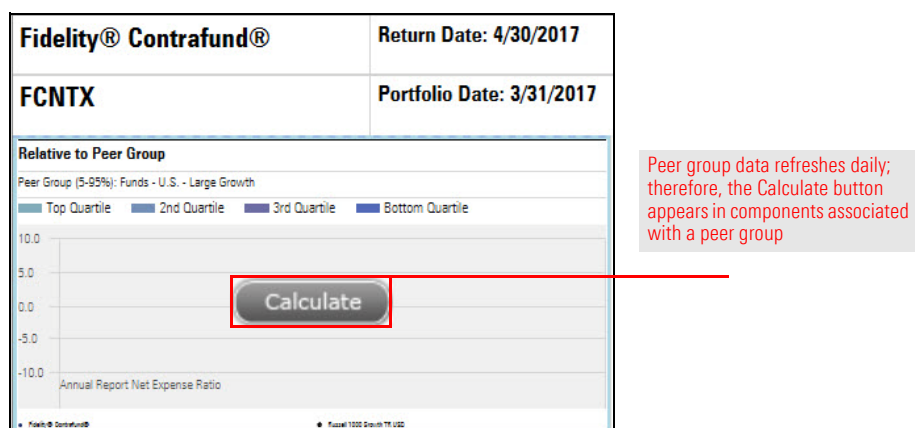 Fidelity® Contrafund®
Return Date: 4/30/2017
FCNTX
Portfolio Date: 3/31/2017
Relative to Peer Group
Peer Group (5-95%): Funds - U.S. - Large Growth
Top Quartile 2nd Quartile 3rd Quartile Bottom Quartile
10.0
5.0
0.0
-5.0
-10.0
Calculate
Annual Report Net Expense Ratio
Fidelity® Contrafund®
Russell 1000 Growth TR USD
Peer group data refreshes daily;
therefore, the Calculate button
appears in components associated
with a peer group